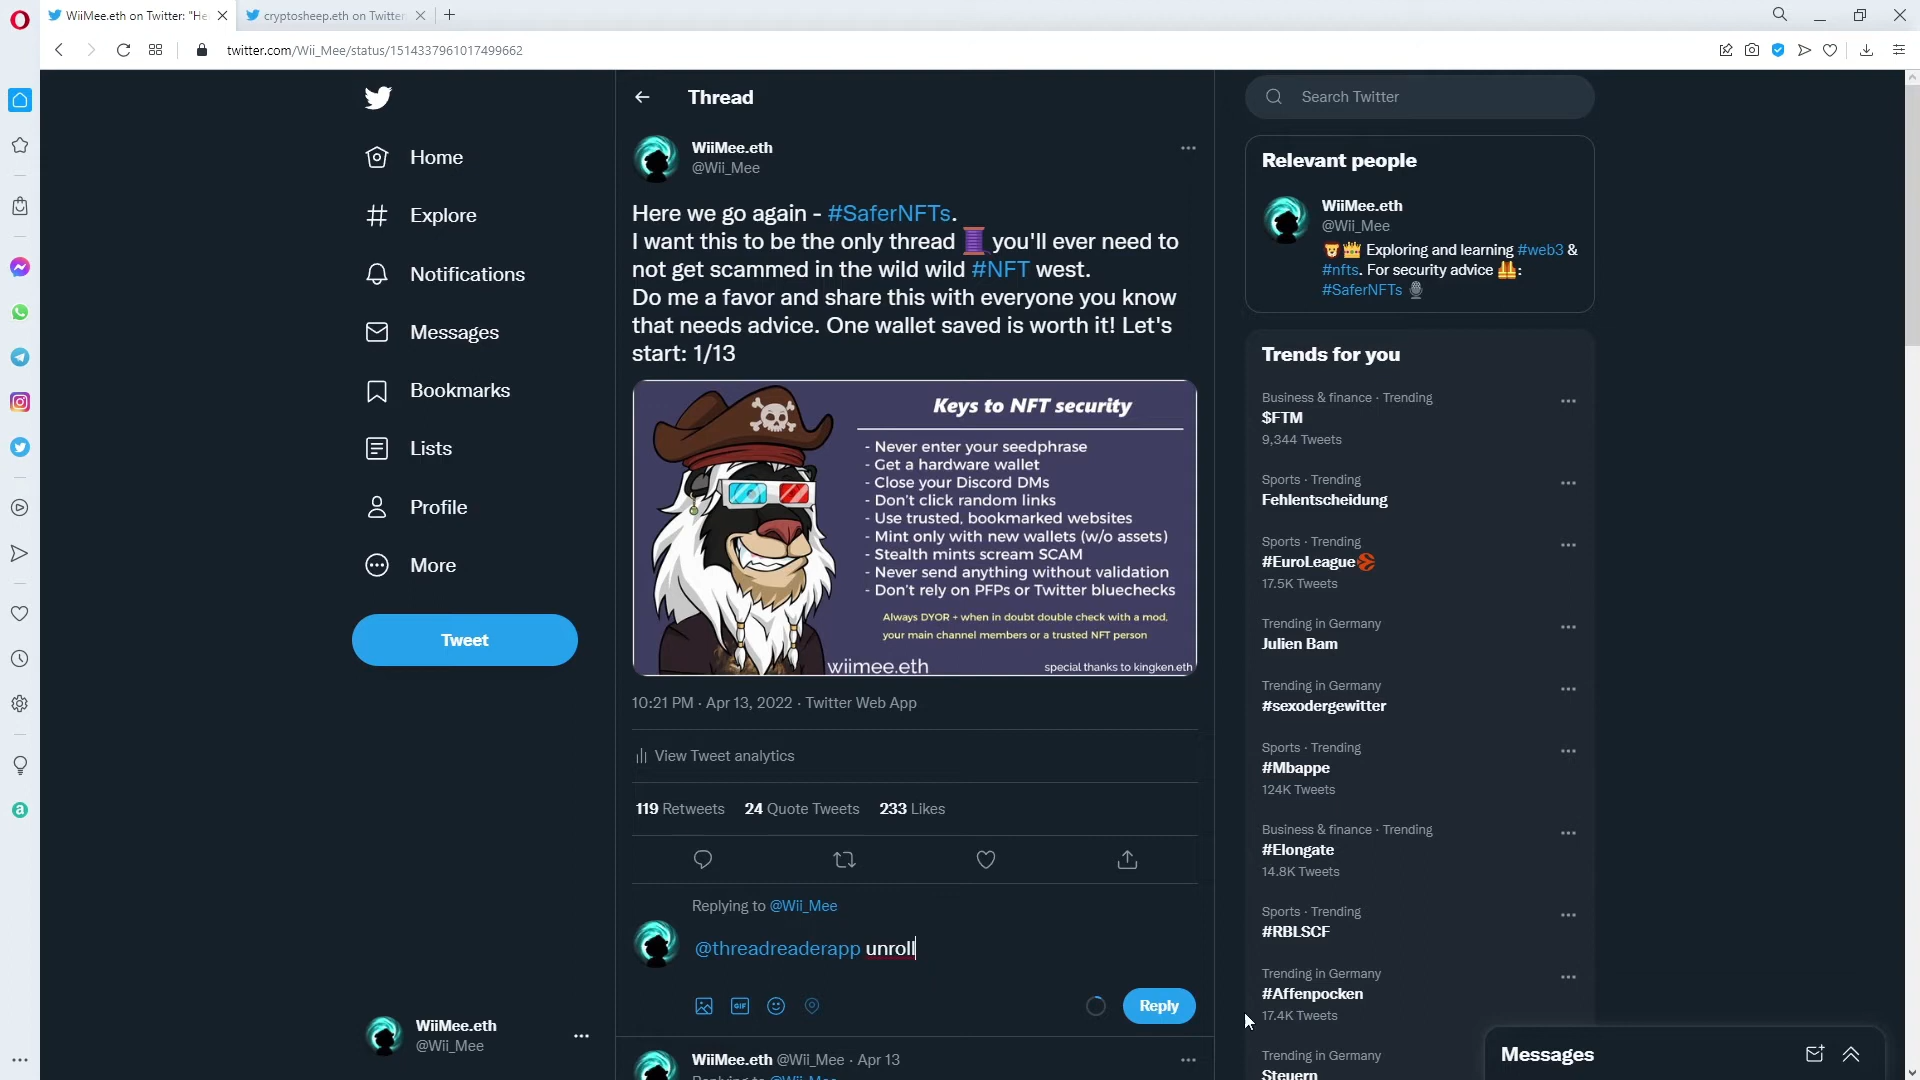 WiiMee.eth on Twitter: "He
cryptosheep.eth on Twitter
twitter.com/Wii_Mee/status/1514337961017499662
Home
Explore
Notifications
Messages
Bookmarks
Lists
Profile
More
Tweet
WiiMee.eth
@Wii_Mee
Thread
WiiMee.eth
@Wii_Mee
Here we go again - #SaferNFTs.
I want this to be the only thread 🧵 you'll ever need to
not get scammed in the wild wild #NFT west.
Do me a favor and share this with everyone you know
that needs advice. One wallet saved is worth it! Let's
start: 1/13
Keys to NFT security
- Never enter your seedphrase
- Get a hardware wallet
- Close your Discord DMs
- Don't click random links
- Use trusted, bookmarked websites
- Mint only with new wallets (w/o assets)
- Stealth mints scream SCAM
- Never send anything without validation
- Don't rely on PFPs or Twitter bluechecks
Always DYOR + when in doubt double check with a mod,
your main channel members or a trusted NFT person
wiimee.eth
special thanks to kingken.eth
10:21 PM · Apr 13, 2022 · Twitter Web App
View Tweet analytics
119 Retweets 24 Quote Tweets 233 Likes
Replying to @Wii_Mee
@threadreaderapp unroll
GIF
Reply
WiiMee.eth @Wii_Mee · Apr 13
Replying to @Wii_Mee
Search Twitter
Relevant people
WiiMee.eth
@Wii_Mee
🦁👑 Exploring and learning #web3 &
#nfts. For security advice 🦺:
#SaferNFTs 🎙️
Trends for you
Business & finance · Trending
$FTM
9,344 Tweets
Sports · Trending
Fehlentscheidung
Sports · Trending
#EuroLeague
17.5K Tweets
Trending in Germany
Julien Bam
Trending in Germany
#sexodergewitter
Sports · Trending
#Mbappe
124K Tweets
Business & finance · Trending
#Elongate
14.8K Tweets
Sports · Trending
#RBLSCF
Trending in Germany
#Affenpocken
17.4K Tweets
Trending in Germany
Steuern
Messages